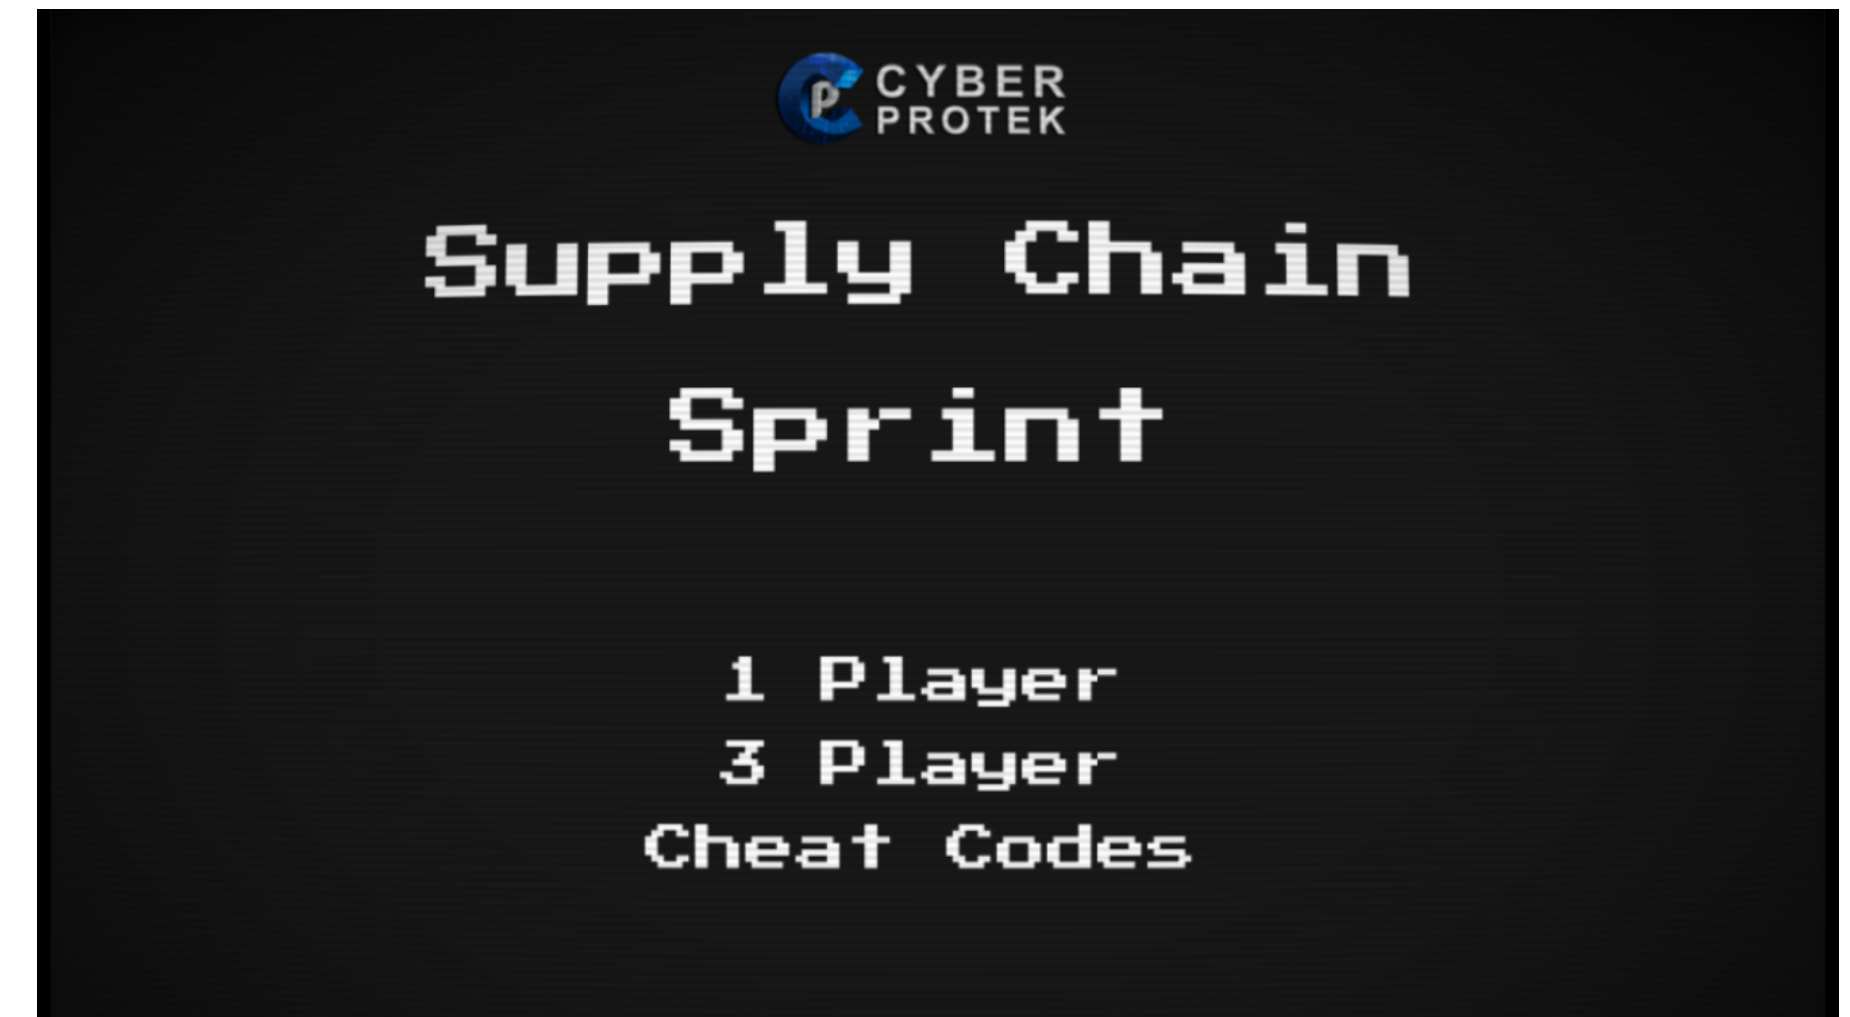 CYBER
PROTEK
Supply Chain
Sprint
1 Player
3 Player
Cheat Codes